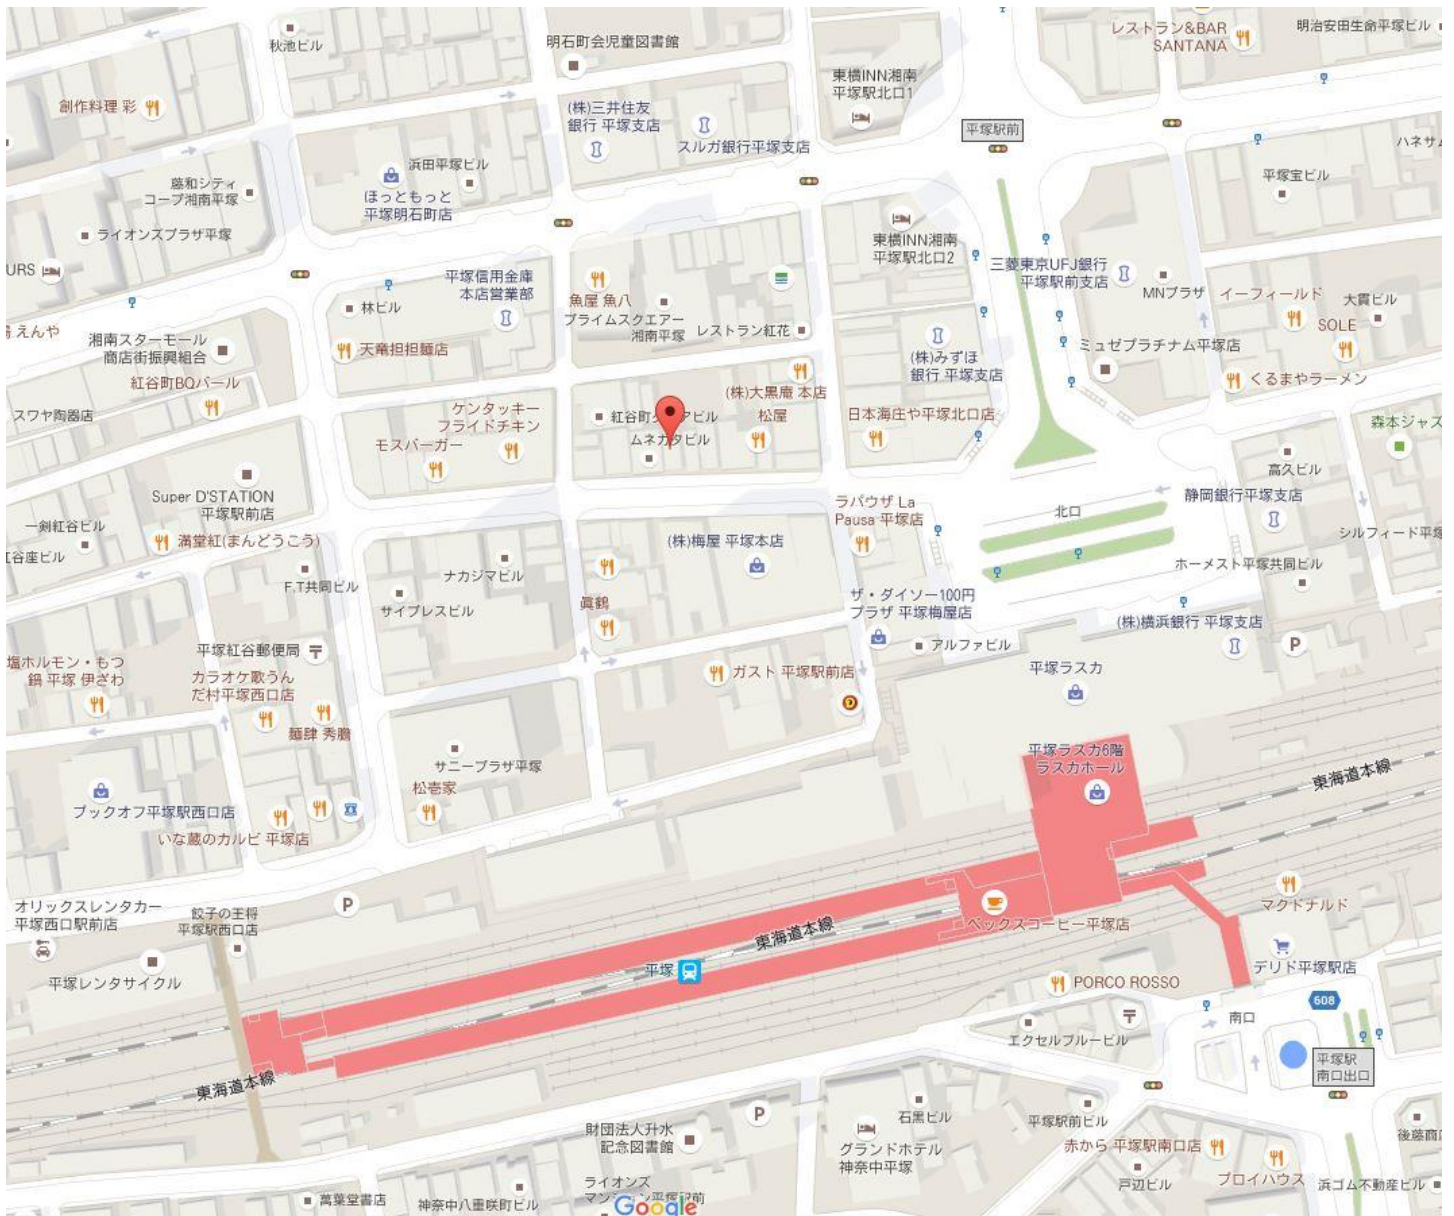 秋池ビル
明石町会児童図書館
レストラン&BAR
SANTANA
明治安田生命平塚ビル
創作料理 彩
(株)三井住友
銀行 平塚支店
スルガ銀行平塚支店
東横INN湘南
平塚駅北口1
平塚駅前
ハネサム
藤和シティ
コープ湘南平塚
浜田平塚ビル
ほっともっと
平塚明石町店
平塚宝ビル
ライオンズプラザ平塚
URS
東横INN湘南
平塚駅北口2
三菱東京UFJ銀行
平塚駅前支店
平塚信用金庫
本店営業部
林ビル
魚屋 魚八
プライムスクエアー
湘南平塚
レストラン紅花
MNプラザ
イーフィールド
大貫ビル
SOLE
えんや
湘南スターモール
商店街振興組合
天竜担担麺店
(株)みずほ
銀行 平塚支店
ミュゼプラチナム平塚店
くるまやラーメン
紅谷町BQバール
スワヤ陶器店
ケンタッキー
フライドチキン
モスバーガー
ムネカタビル
(株)大黒庵 本店
松屋
日本海庄や平塚北口店
森本ジャズ
高久ビル
Super D'STATION
平塚駅前店
一剣紅谷ビル
谷座ビル
満堂紅(まんどうこう)
F.T共同ビル
ナカジマビル
サイプレスビル
(株)梅屋 平塚本店
ラパウザ La
Pausa 平塚店
北口
静岡銀行平塚支店
シルフィード平塚
ホーメスト平塚共同ビル
眞鶴
ザ・ダイソー100円
プラザ 平塚梅屋店
アルファビル
(株)横浜銀行 平塚支店
塩ホルモン・もつ
鍋 平塚 伊ざわ
平塚紅谷郵便局
カラオケ歌うん
だ村平塚西口店
麺肆 秀膽
ガスト 平塚駅前店
平塚ラスカ
P
サニープラザ平塚
松壱家
平塚ラスカ6階
ラスカホール
東海道本線
ブックオフ平塚駅西口店
いな蔵のカルビ 平塚店
オリックスレンタカー
平塚西口駅前店
餃子の王将
平塚駅西口店
P
平塚レンタサイクル
東海道本線
平塚
ベックスコーヒー平塚店
マクドナルド
デリド平塚駅店
PORCO ROSSO
608
南口
エクセルブルービル
平塚駅
南口出口
東海道本線
P
財団法人升水
記念図書館
石黒ビル
グランドホテル
神奈中平塚
平塚駅前ビル
赤から 平塚駅南口店
戸辺ビル
ブロイハウス
後藤商
浜ゴム不動産ビル
萬葉堂書店
神奈中八重咲町ビル
ライオンズ
Google